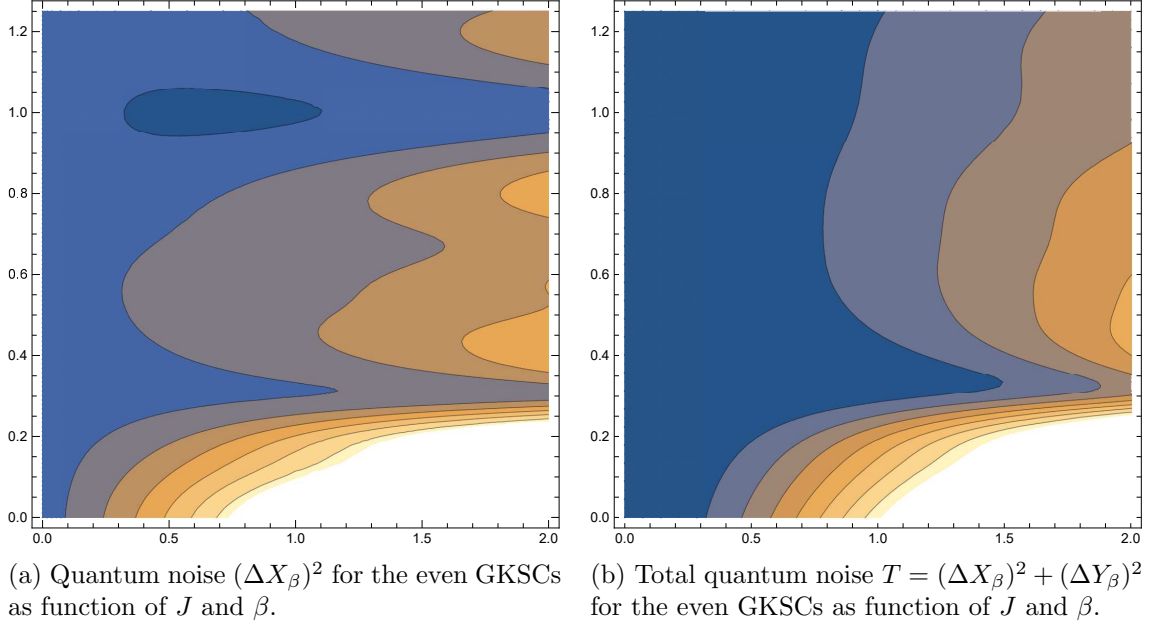 1.2
1.0
0.8
0.6
0.4
0.2
0.0
0.0 0.5 1.0 1.5 2.0
1.2
1.0
0.8
0.6
0.4
0.2
0.0
0.0 0.5 1.0 1.5 2.0
(a) Quantum noise (ΔX_β)² for the even GKSCs
as function of J and β.
(b) Total quantum noise T = (ΔX_β)² + (ΔY_β)²
for the even GKSCs as function of J and β.